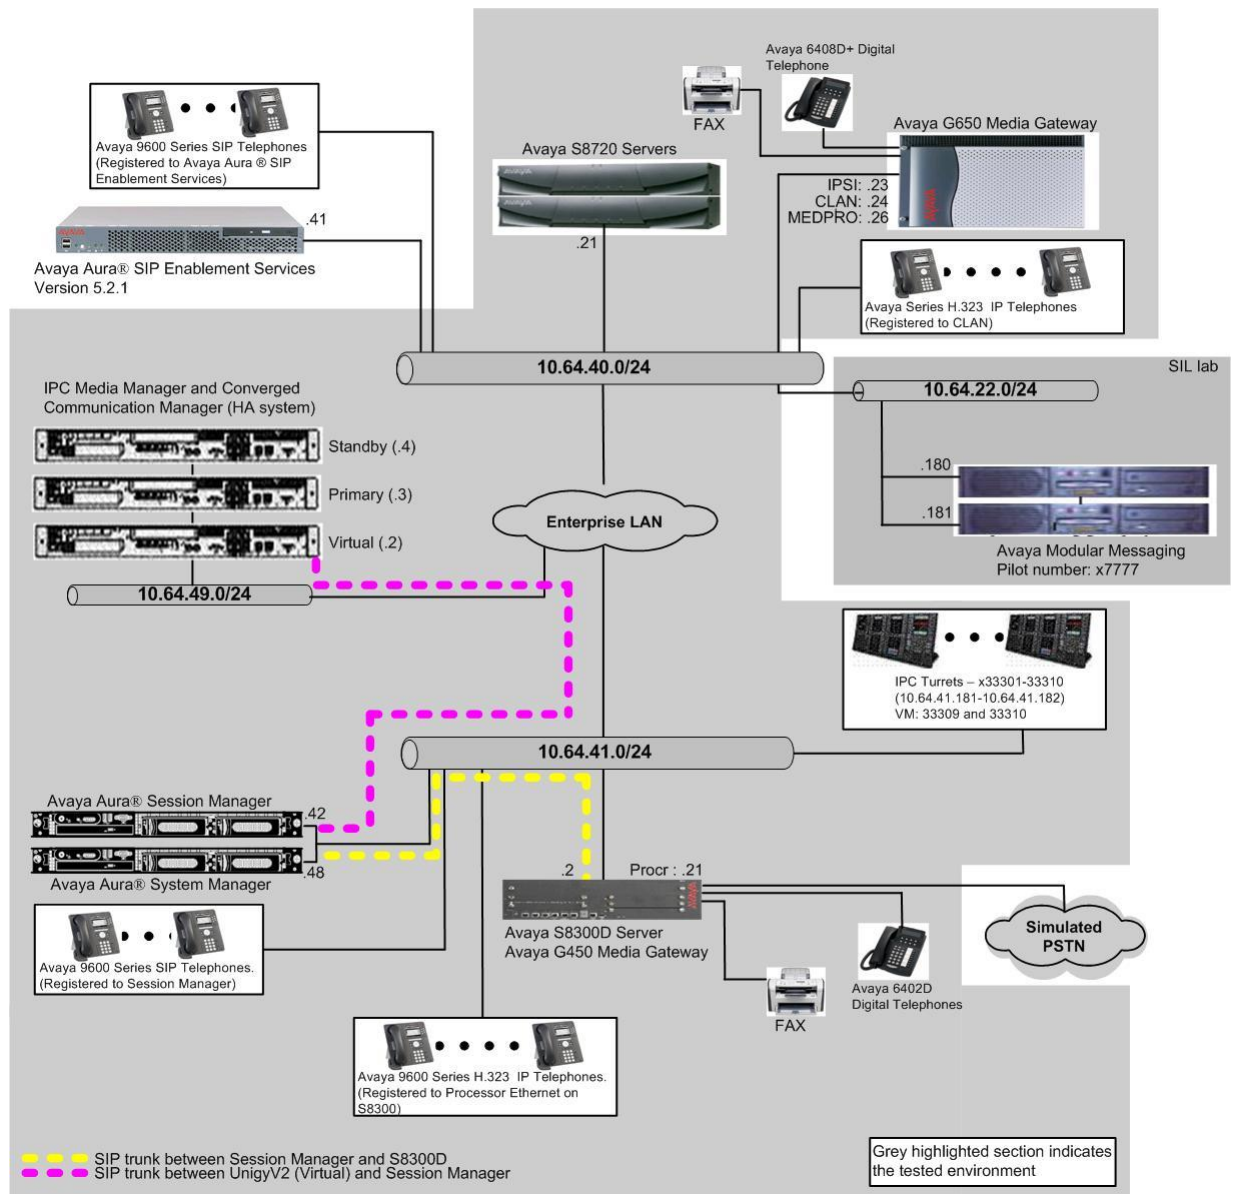 Avaya 6408D+ Digital
Telephone
FAX
Avaya G650 Media Gateway
Avaya 9600 Series SIP Telephones
(Registered to Avaya Aura ® SIP
Enablement Services)
Avaya S8720 Servers
IPSI: .23
CLAN: .24
MEDPRO: .26
AVAYA
.41
.21
Avaya Aura® SIP Enablement Services
Version 5.2.1
Avaya Series H.323 IP Telephones
(Registered to CLAN)
10.64.40.0/24
SIL lab
10.64.22.0/24
IPC Media Manager and Converged
Communication Manager (HA system)
Standby (.4)
Primary (.3)
Virtual (.2)
.180
.181
Enterprise LAN
Avaya Modular Messaging
Pilot number: x7777
10.64.49.0/24
IPC Turrets – x33301-33310
(10.64.41.181-10.64.41.182)
VM: 33309 and 33310
10.64.41.0/24
Avaya Aura® Session Manager
.42
.48
Avaya Aura® System Manager
.2
Procr : .21
Avaya S8300D Server
Avaya G450 Media Gateway
Simulated
PSTN
Avaya 9600 Series SIP Telephones.
(Registered to Session Manager)
Avaya 6402D
Digital Telephones
FAX
Avaya 9600 Series H.323 IP Telephones.
(Registered to Processor Ethernet on
S8300)
SIP trunk between Session Manager and S8300D
SIP trunk between UnigyV2 (Virtual) and Session Manager
Grey highlighted section indicates
the tested environment